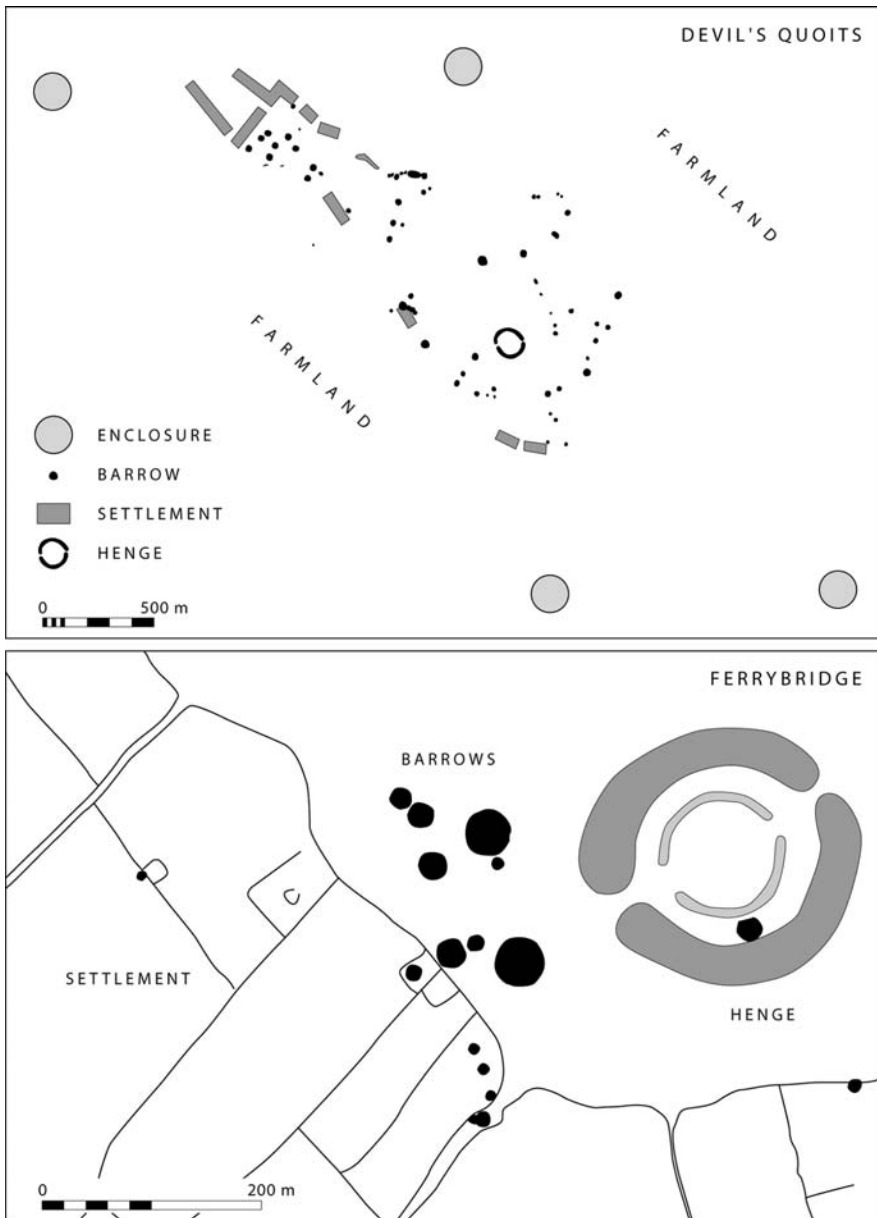 DEVIL'S QUOITS
FARMLAND
FARMLAND
ENCLOSURE
BARROW
SETTLEMENT
HENGE
0 500 m
FERRYBRIDGE
BARROWS
SETTLEMENT
HENGE
0 200 m